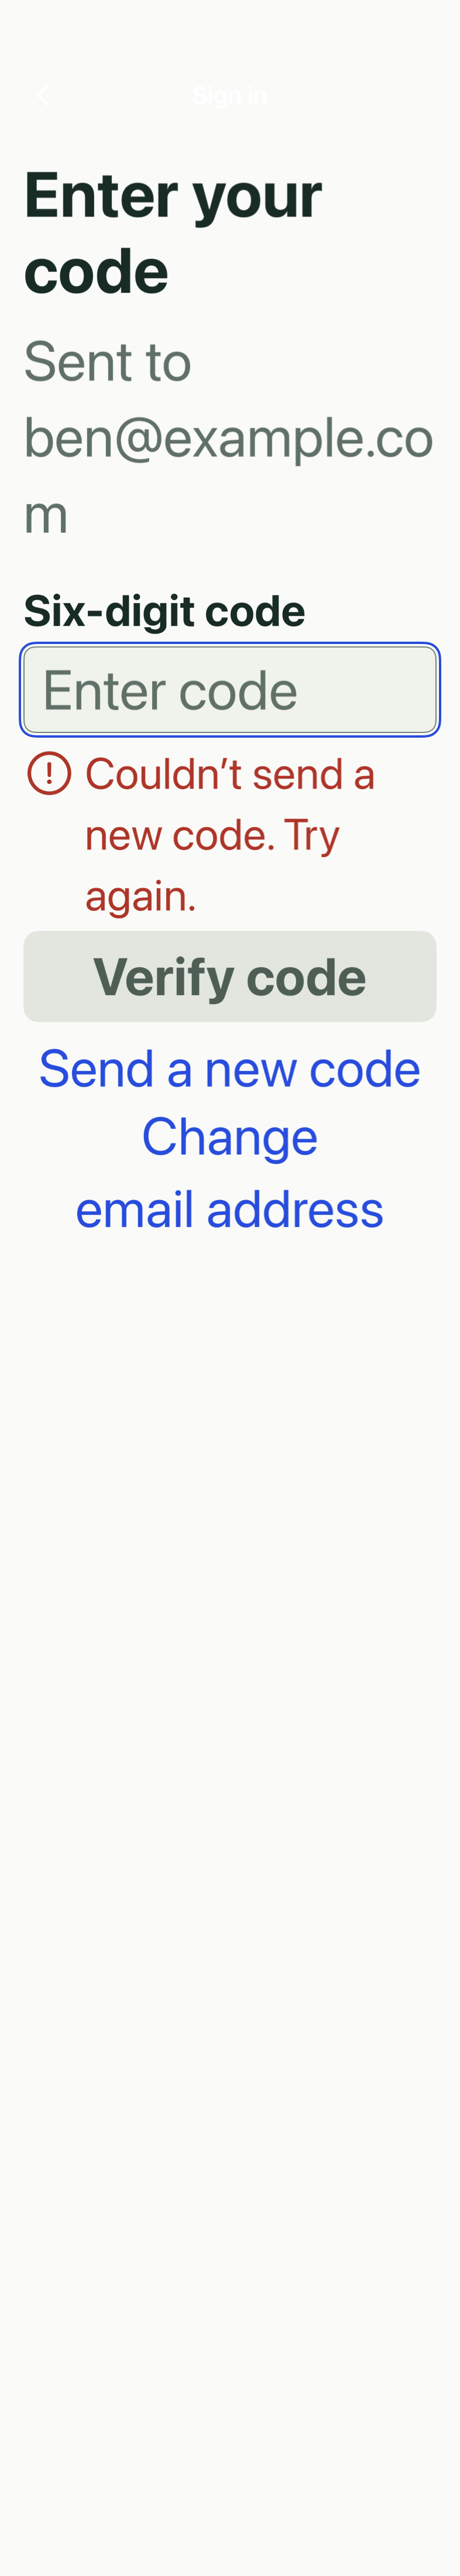 Sign in
Enter your
code
Sent to
ben@example.co
m
Six-digit code
Enter code
Couldn’t send a
new code. Try
again.
Verify code
Send a new code
Change
email address